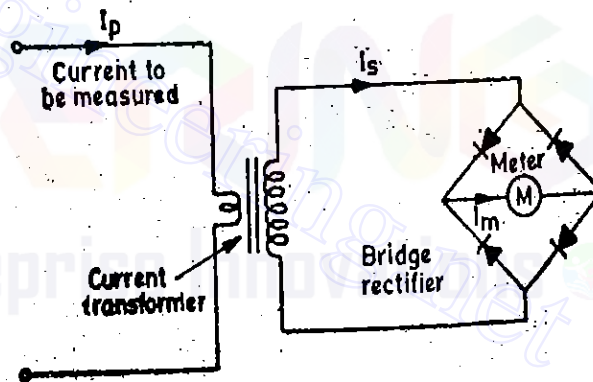 Ip
Current to
be measured
Is
Meter
M
Im
Bridge
rectifier
Current
transformer